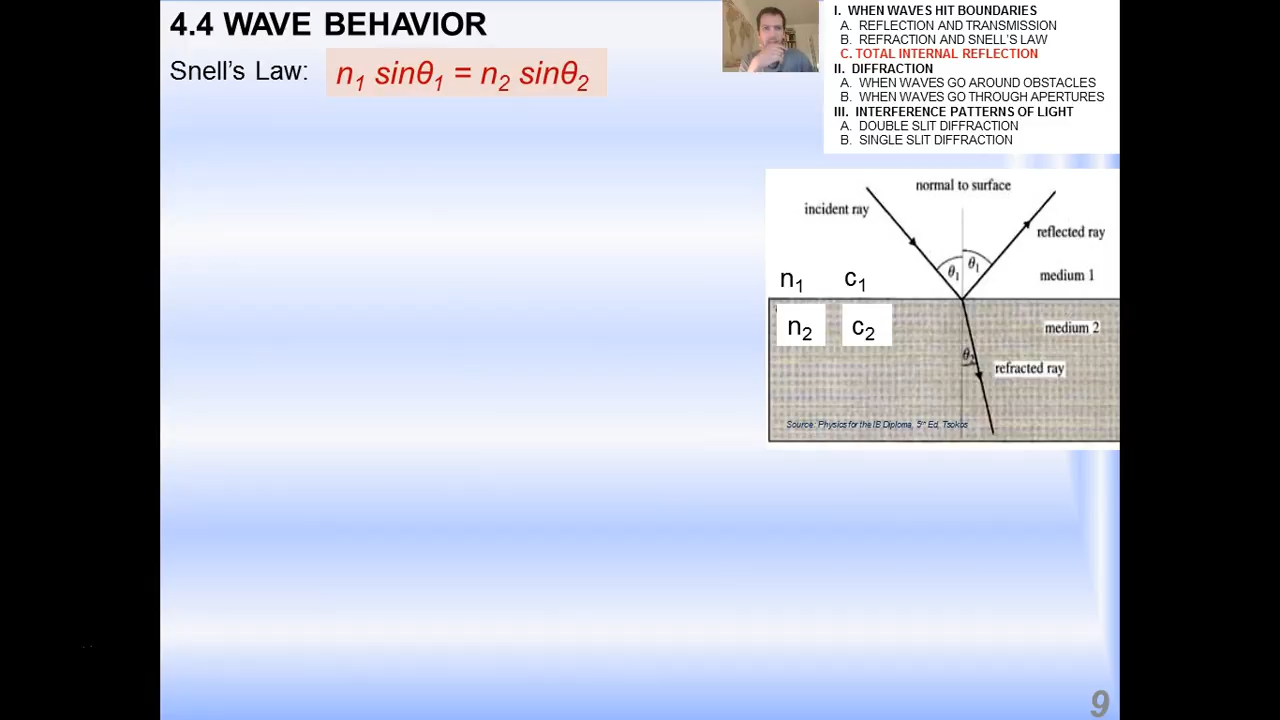 4.4 WAVE BEHAVIOR
Snell's Law: n₁ sinθ₁ = n₂ sinθ₂
I. WHEN WAVES HIT BOUNDARIES
A. REFLECTION AND TRANSMISSION
B. REFRACTION AND SNELL'S LAW
C. TOTAL INTERNAL REFLECTION
II. DIFFRACTION
A. WHEN WAVES GO AROUND OBSTACLES
B. WHEN WAVES GO THROUGH APERTURES
III. INTERFERENCE PATTERNS OF LIGHT
A. DOUBLE SLIT DIFFRACTION
B. SINGLE SLIT DIFFRACTION
normal to surface
incident ray
reflected ray
θ₁ θ₁
n₁ c₁ medium 1
n₂ c₂ medium 2
θ₂
refracted ray
Source: Physics for the IB Diploma, 5th Ed, Tsokos
9